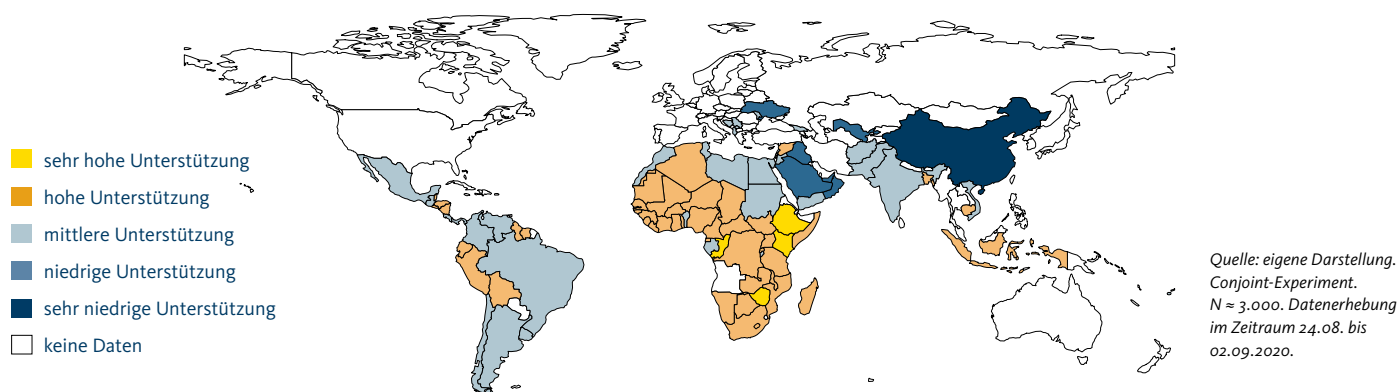 sehr hohe Unterstützung
hohe Unterstützung
mittlere Unterstützung
niedrige Unterstützung
sehr niedrige Unterstützung
keine Daten
Quelle: eigene Darstellung.
Conjoint-Experiment.
N ≈ 3.000. Datenerhebung
im Zeitraum 24.08. bis
02.09.2020.